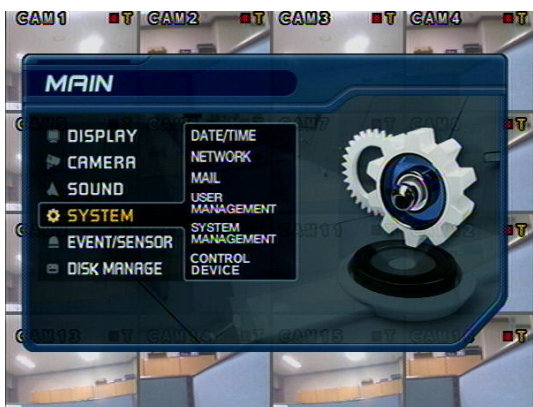 CAM1 T CAM2 T CAM3 T CAM4 T
MAIN
DISPLAY
CAMERA
SOUND
SYSTEM
EVENT/SENSOR
DISK MANAGE
DATE/TIME
NETWORK
MAIL
USER
MANAGEMENT
SYSTEM
MANAGEMENT
CONTROL
DEVICE
CAM13 T CAM15 T T